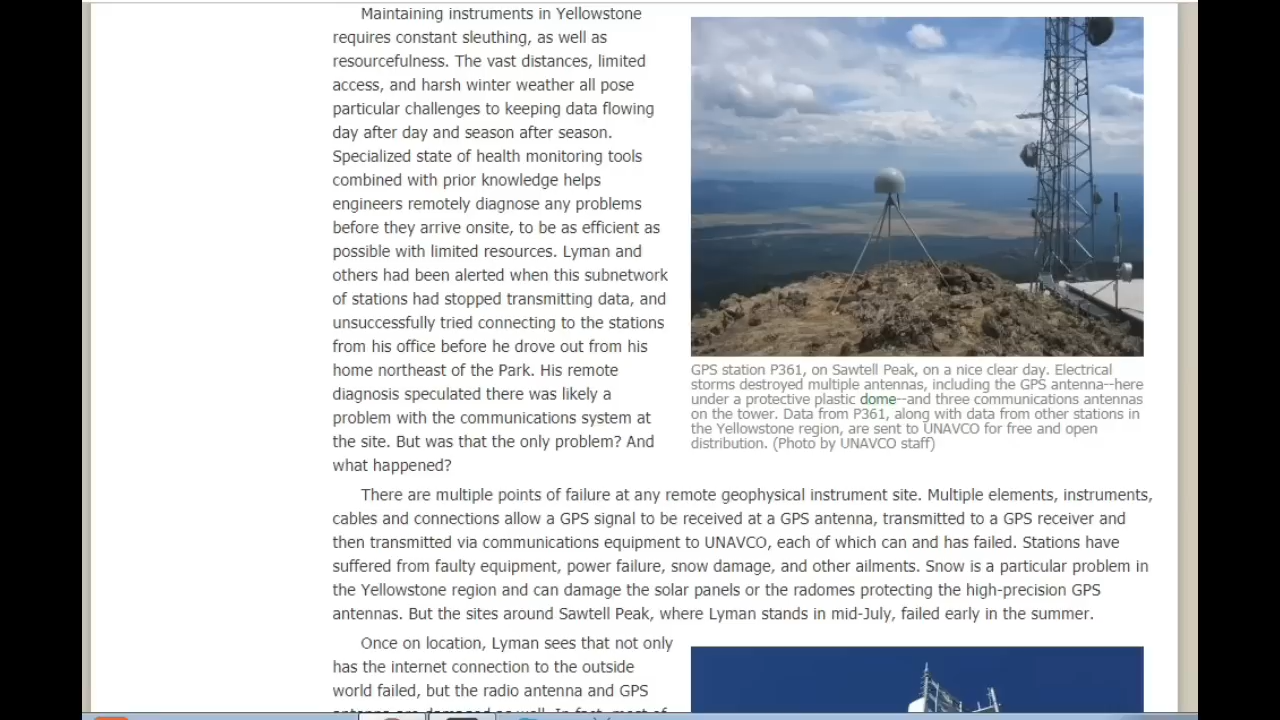 Maintaining instruments in Yellowstone
requires constant sleuthing, as well as
resourcefulness. The vast distances, limited
access, and harsh winter weather all pose
particular challenges to keeping data flowing
day after day and season after season.
Specialized state of health monitoring tools
combined with prior knowledge helps
engineers remotely diagnose any problems
before they arrive onsite, to be as efficient as
possible with limited resources. Lyman and
others had been alerted when this subnetwork
of stations had stopped transmitting data, and
unsuccessfully tried connecting to the stations
from his office before he drove out from his
home northeast of the Park. His remote
diagnosis speculated there was likely a
problem with the communications system at
the site. But was that the only problem? And
what happened?
GPS station P361, on Sawtell Peak, on a nice clear day. Electrical
storms destroyed multiple antennas, including the GPS antenna--here
under a protective plastic dome--and three communications antennas
on the tower. Data from P361, along with data from other stations in
the Yellowstone region, are sent to UNAVCO for free and open
distribution. (Photo by UNAVCO staff)
There are multiple points of failure at any remote geophysical instrument site. Multiple elements, instruments,
cables and connections allow a GPS signal to be received at a GPS antenna, transmitted to a GPS receiver and
then transmitted via communications equipment to UNAVCO, each of which can and has failed. Stations have
suffered from faulty equipment, power failure, snow damage, and other ailments. Snow is a particular problem in
the Yellowstone region and can damage the solar panels or the radomes protecting the high-precision GPS
antennas. But the sites around Sawtell Peak, where Lyman stands in mid-July, failed early in the summer.
Once on location, Lyman sees that not only
has the internet connection to the outside
world failed, but the radio antenna and GPS
antenna are damaged as well. In fact, most of